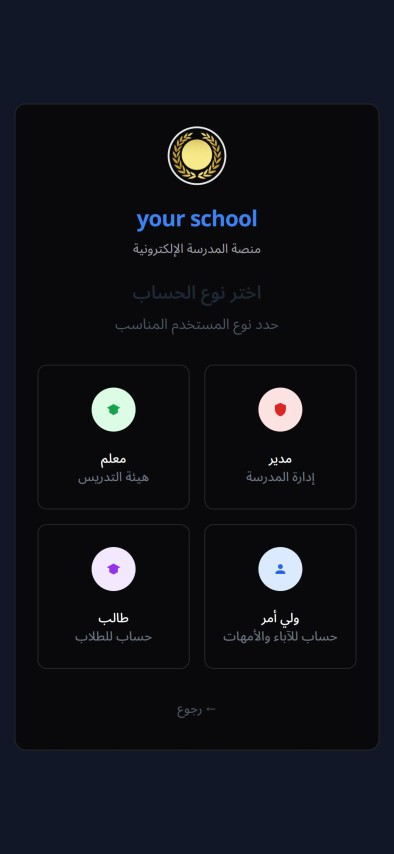 your school
منصة المدرسة الإلكترونية
اختر نوع الحساب
حدد نوع المستخدم المناسب
مدير
إدارة المدرسة
معلم
هيئة التدريس
ولي أمر
حساب للآباء والأمهات
طالب
حساب للطلاب
← رجوع